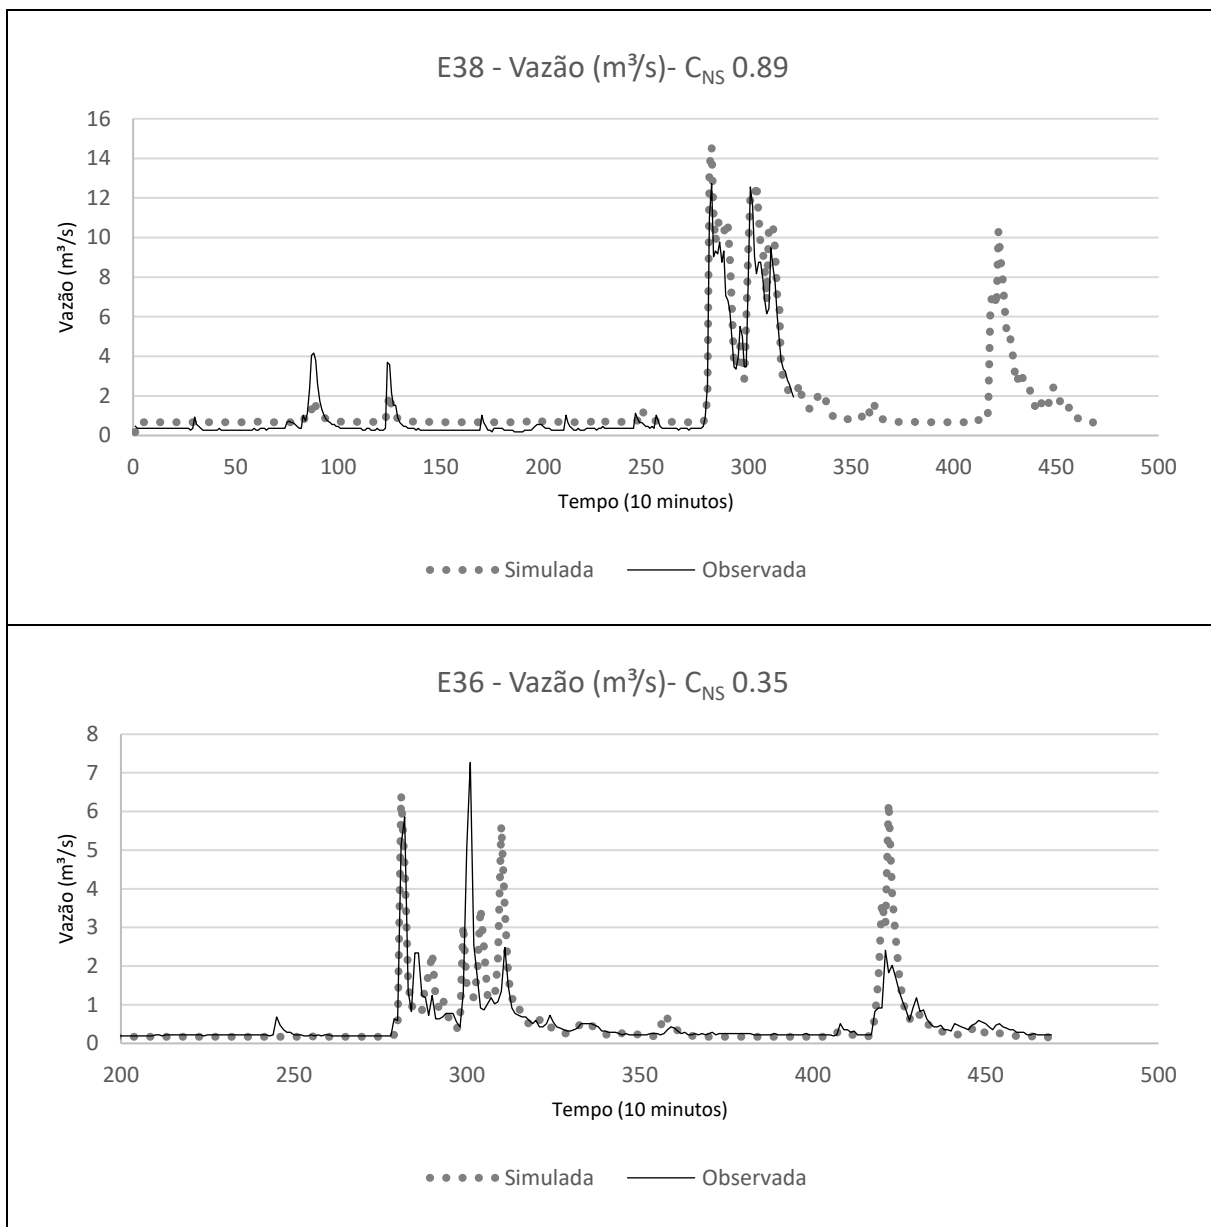 E38 - Vazão (m³/s)- C_NS 0.89
16
14
12
10
8
6
4
2
0
Vazão (m³/s)
0 50 100 150 200 250 300 350 400 450 500
Tempo (10 minutos)
Simulada Observada
E36 - Vazão (m³/s)- C_NS 0.35
8
7
6
5
4
3
2
1
0
Vazão (m³/s)
200 250 300 350 400 450 500
Tempo (10 minutos)
Simulada Observada